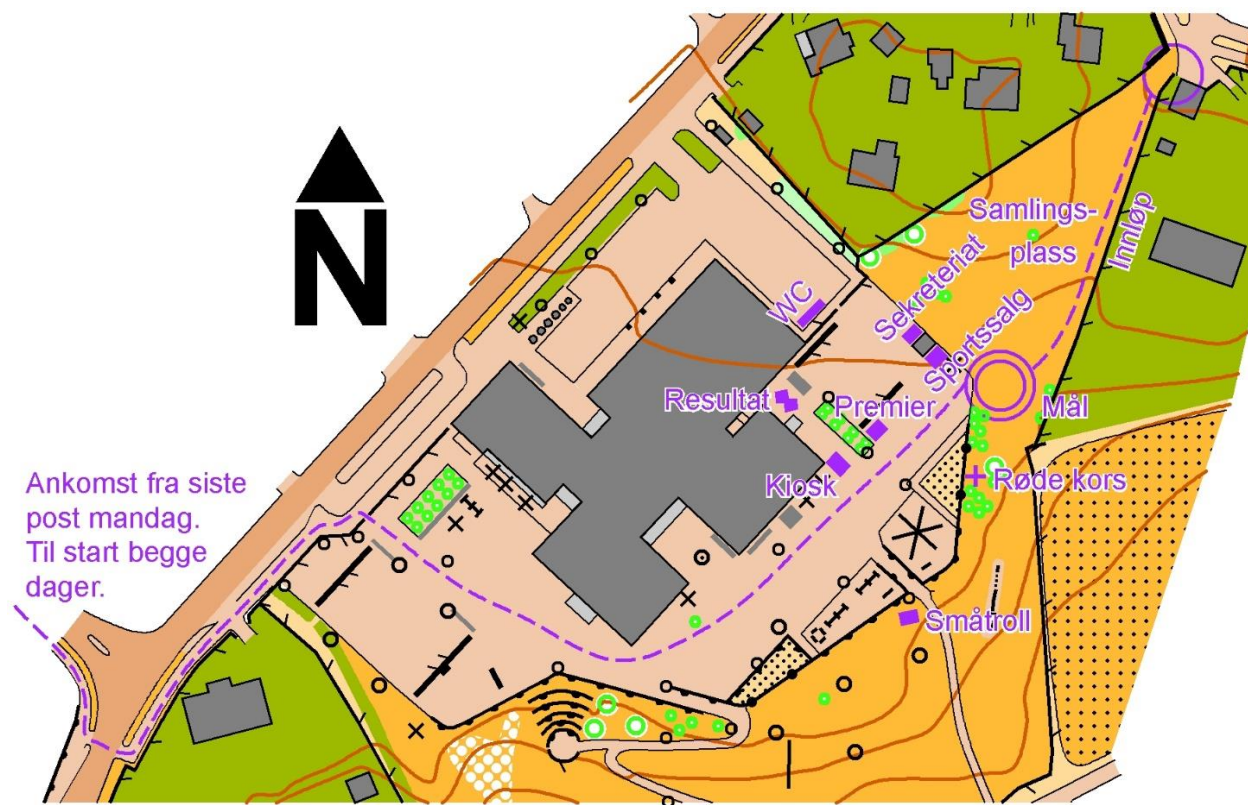 N
Samlings-
plass
Innløp
WC
Sekreteriat
Sportssalg
Resultat
Premier
Mål
Kiosk
Røde kors
Ankomst fra siste
post mandag.
Til start begge
dager.
Småtroll